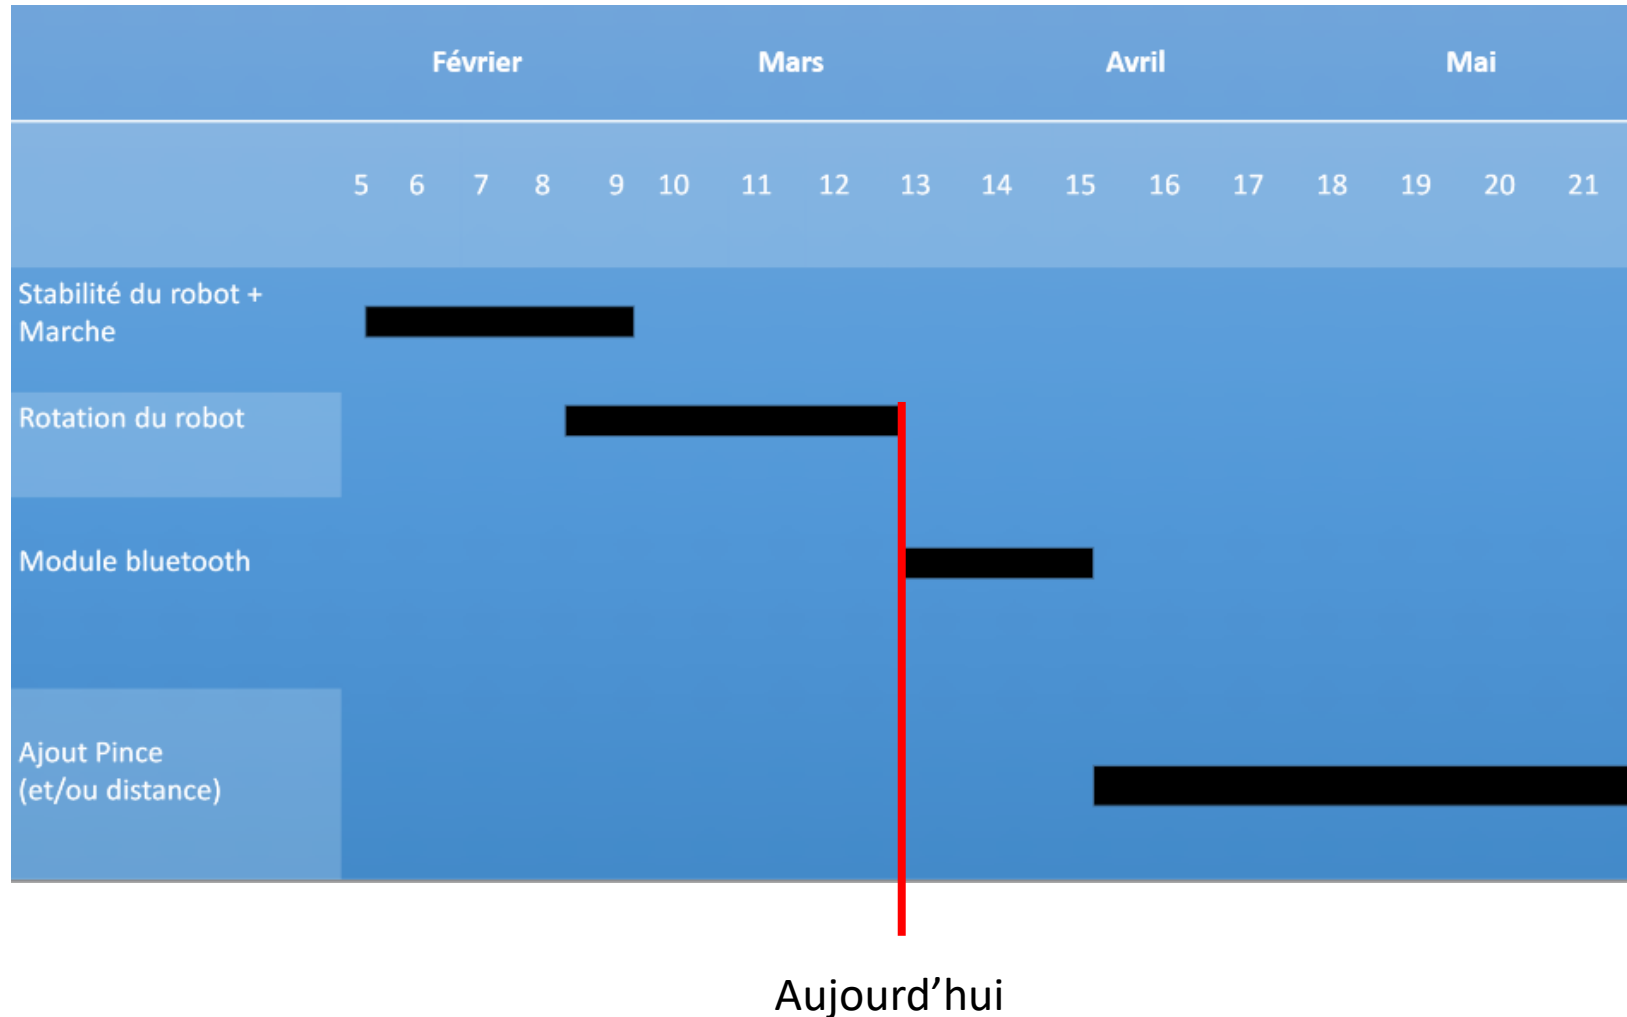 Février Mars Avril Mai
5 6 7 8 9 10 11 12 13 14 15 16 17 18 19 20 21
Stabilité du robot +
Marche
Rotation du robot
Module bluetooth
Ajout Pince
(et/ou distance)
Aujourd’hui